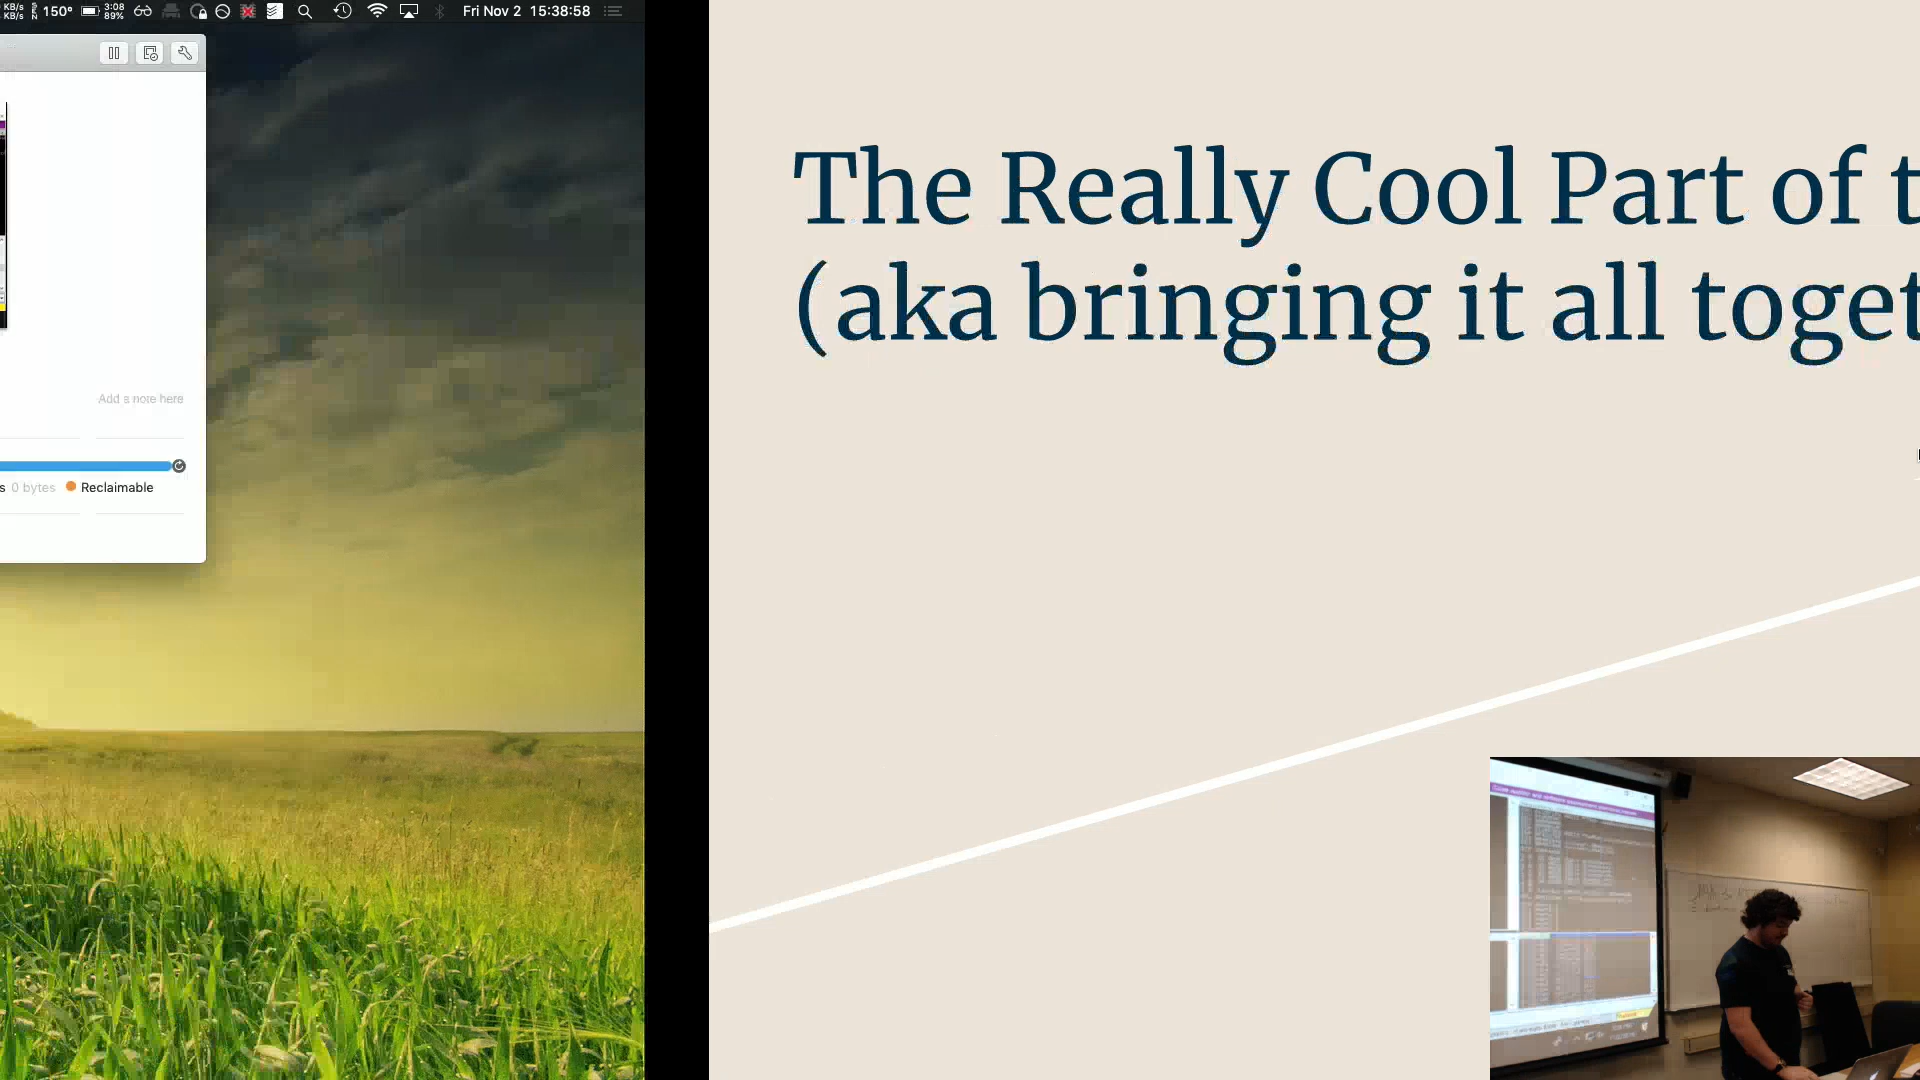 KB/s
KB/s
150°
3:08
89%
Fri Nov 2 15:38:58
Add a note here
s 0 bytes Reclaimable
The Really Cool Part of t
(aka bringing it all toget